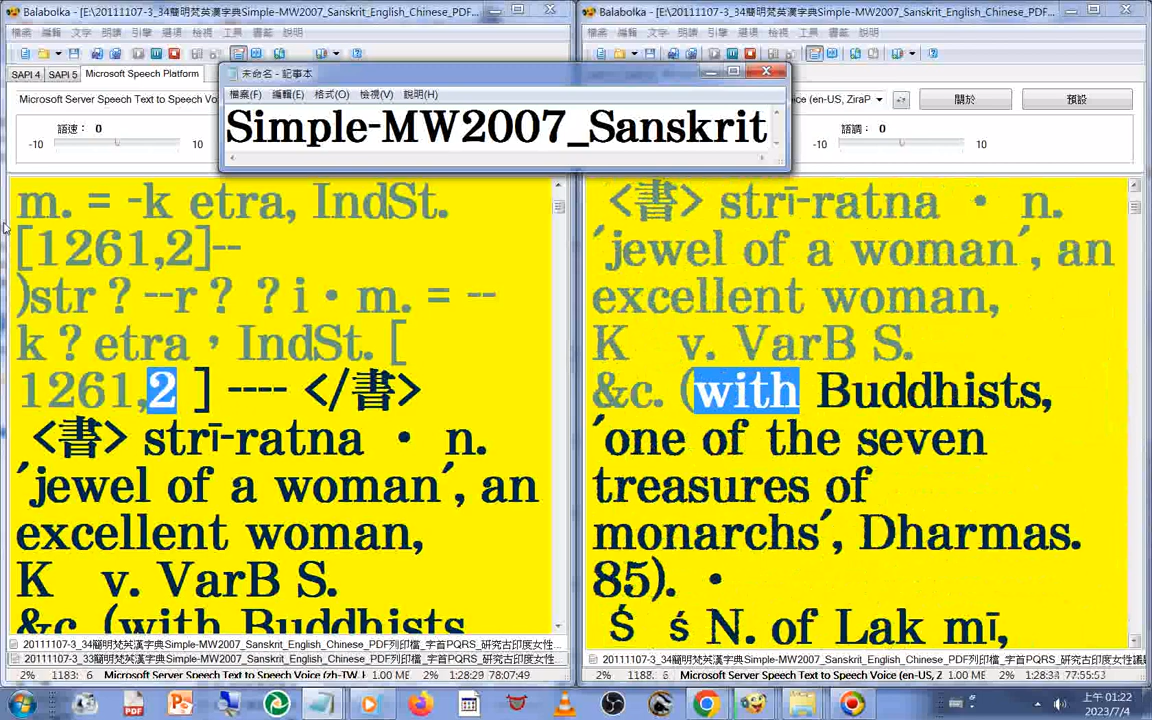 Balabolka - [E:\20111107-3_34簡明梵英漢字典Simple-MW2007_Sanskrit_English_Chinese_PDF...
檔案 編輯 文字 朗讀 引擎 選項 檢視 工具 書籤 說明
SAPI 4 SAPI 5 Microsoft Speech Platform
Microsoft Server Speech Text to Speech Vo
語速: 0
-10 10
m. = -k etra, IndSt.
[1261,2]--
)str ? --r ? ? i • m. = --
k ? etra , IndSt. [
1261,2 ] ---- </書>
<書> strī-ratna • n.
´jewel of a woman´, an
excellent woman,
K v. VarB S.
&c. (with Buddhists,
20111107-3_34簡明梵英漢字典Simple-MW2007_Sanskrit_English_Chinese_PDF列印檔_字首PQRS_研究古印度女性
20111107-3_33簡明梵英漢字典Simple-MW2007_Sanskrit_English_Chinese_PDF列印檔_字首PQRS_研究古印度女性
2% 1183: 6 Microsoft Server Speech Text to Speech Voice (zh-TW, 1.00 MB 2% 1:28:29 78:07:49
未命名 - 記事本
檔案(F) 編輯(E) 格式(O) 檢視(V) 說明(H)
Simple-MW2007_Sanskrit
Balabolka - [E:\20111107-3_34簡明梵英漢字典Simple-MW2007_Sanskrit_English_Chinese_PDF...
檔案 編輯 文字 朗讀 引擎 選項 檢視 工具 書籤 說明
ice (en-US, ZiraP 關於 預設
語調: 0
-10 10
<書> strī-ratna • n.
´jewel of a woman´, an
excellent woman,
K v. VarB S.
&c. (with Buddhists,
´one of the seven
treasures of
monarchs´, Dharmas.
85). •
Ś ś N. of Lak mī,
20111107-3_34簡明梵英漢字典Simple-MW2007_Sanskrit_English_Chinese_PDF列印檔_字首PQRS_研究古印度女性議
2% 1188: 6 Microsoft Server Speech Text to Speech Voice (en-US, Z 1.00 MB 2% 1:28:34 77:55:53
上午 01:22
2023/7/4